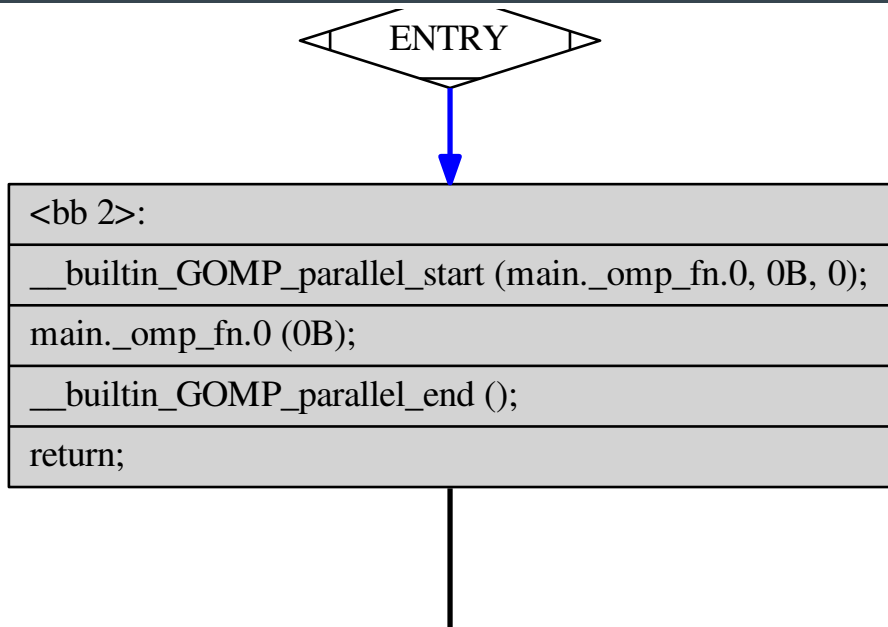 ENTRY
<bb 2>:
__builtin_GOMP_parallel_start (main._omp_fn.0, 0B, 0);
main._omp_fn.0 (0B);
__builtin_GOMP_parallel_end ();
return;